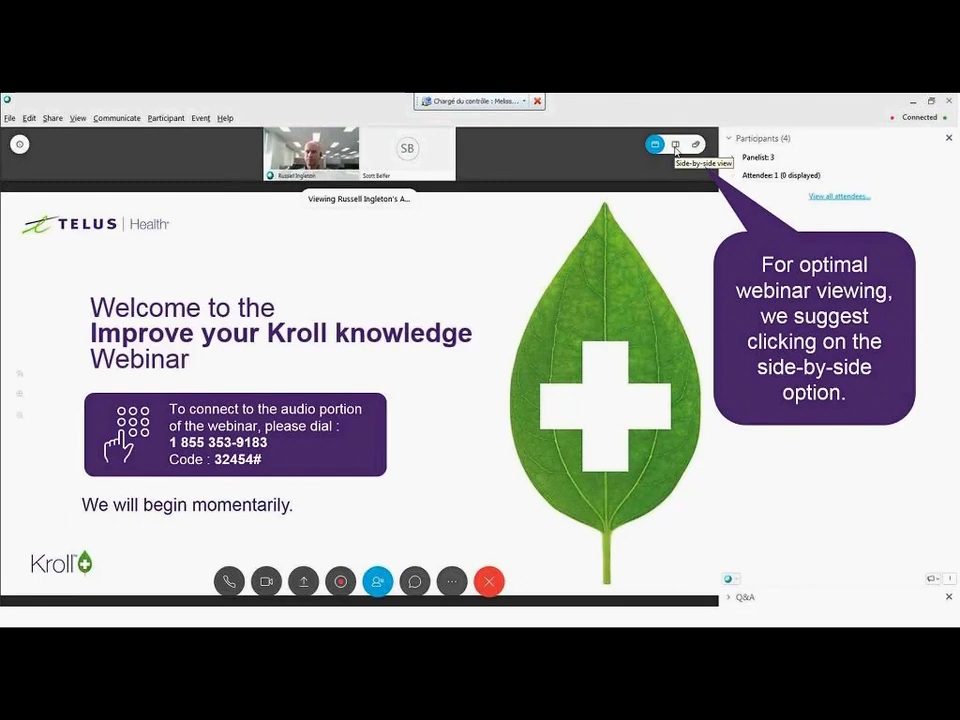 Chargé du contrôle : Meliss...
File Edit Share View Communicate Participant Event Help
Connected
SB
Russell Ingleton
Scott Belfer
Side-by-side view
Participants (4)
Panelist: 3
Attendee: 1 (0 displayed)
View all attendees...
Viewing Russell Ingleton's A...
TELUS | Health
Welcome to the
Improve your Kroll knowledge
Webinar
To connect to the audio portion
of the webinar, please dial :
1 855 353-9183
Code : 32454#
We will begin momentarily.
Kroll
For optimal
webinar viewing,
we suggest
clicking on the
side-by-side
option.
Q&A